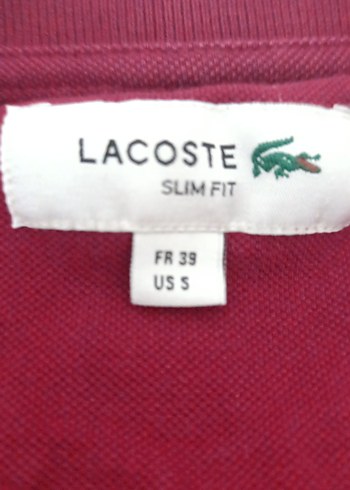 LACOSTE
SLIM FIT
FR 39
US S